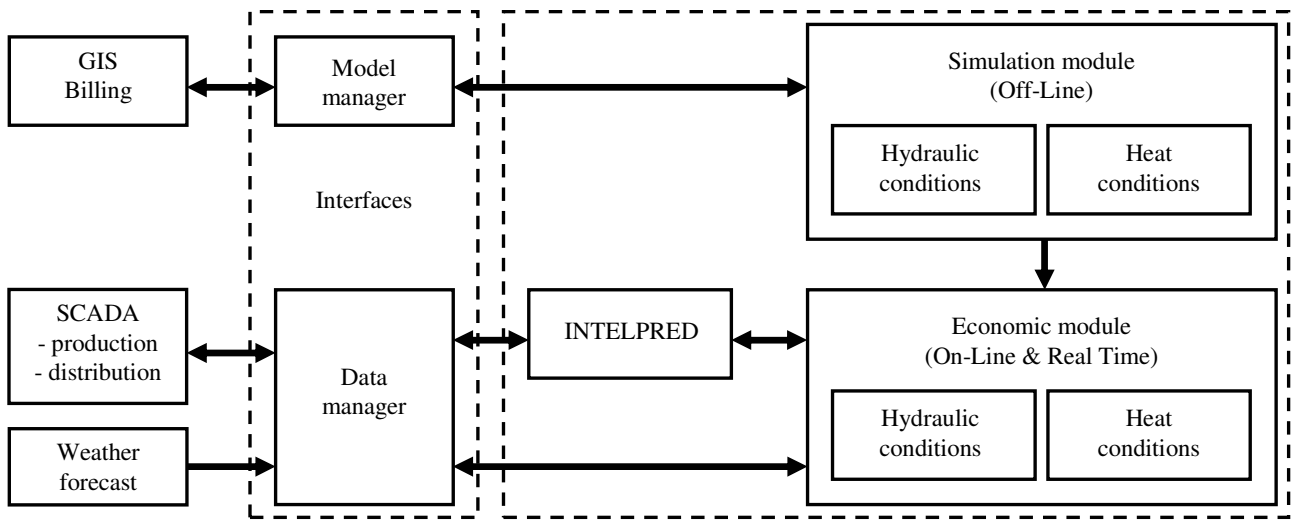 GIS
Billing
Model
manager
Simulation module
(Off-Line)
Hydraulic
conditions
Heat
conditions
Interfaces
SCADA
- production
- distribution
Weather
forecast
Data
manager
INTELPRED
Economic module
(On-Line & Real Time)
Hydraulic
conditions
Heat
conditions